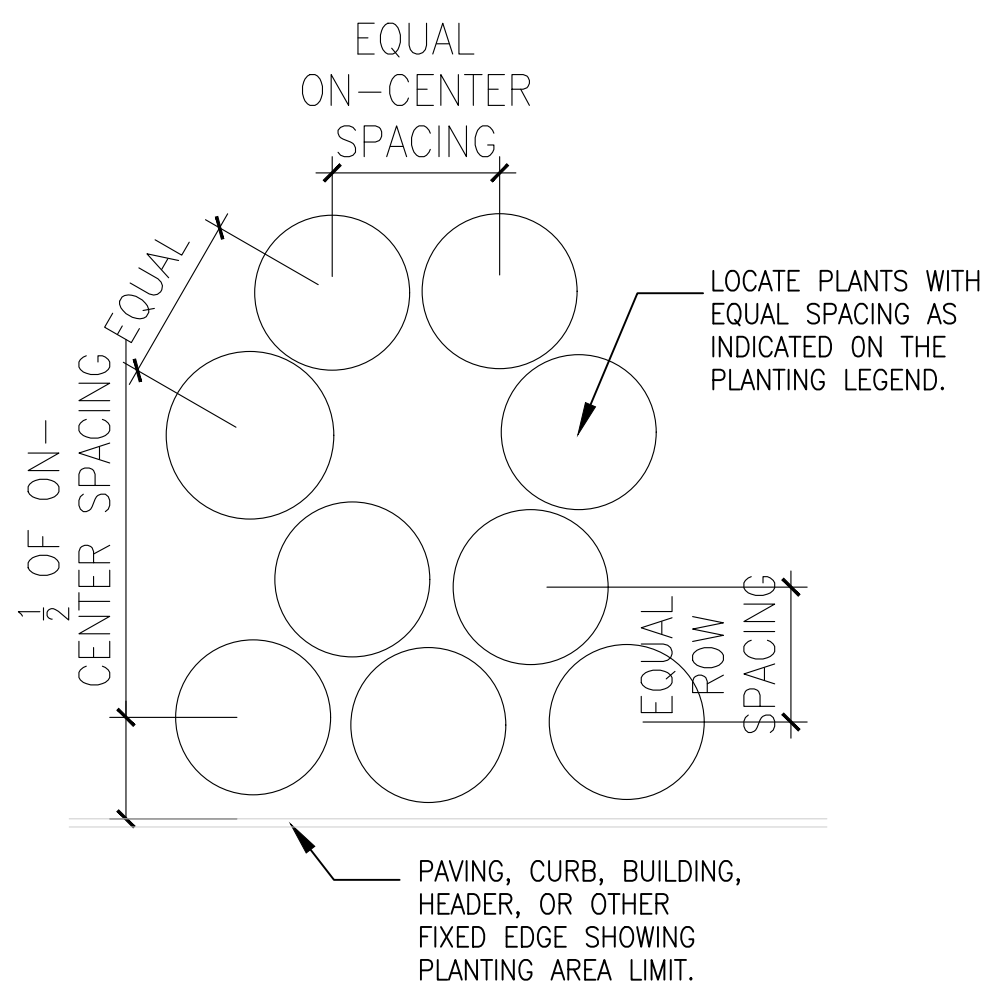 EQUAL
ON-CENTER
SPACING
EQUAL
LOCATE PLANTS WITH
EQUAL SPACING AS
INDICATED ON THE
PLANTING LEGEND.
1/2 OF ON-
CENTER SPACING
EQUAL
ROW
SPACING
PAVING, CURB, BUILDING,
HEADER, OR OTHER
FIXED EDGE SHOWING
PLANTING AREA LIMIT.